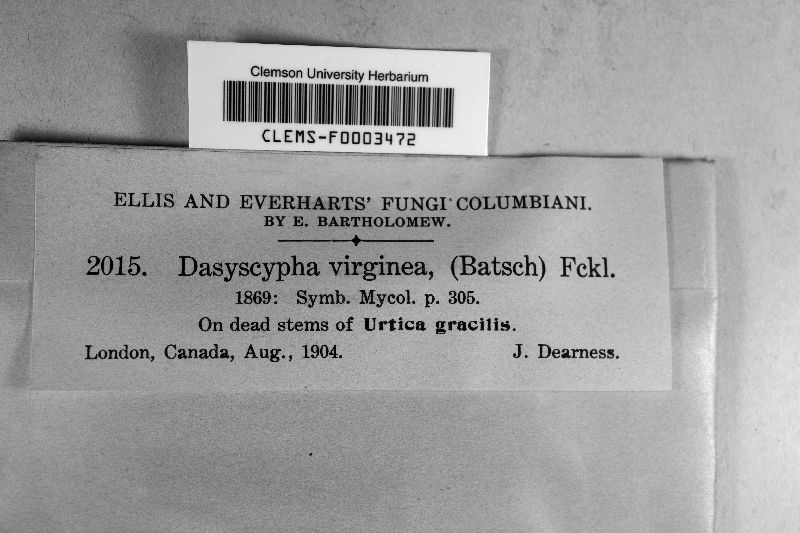 Clemson University Herbarium
CLEMS-F0003472
ELLIS AND EVERHARTS' FUNGI COLUMBIANI.
BY E. BARTHOLOMEW.
2015. Dasyscypha virginea, (Batsch) Fckl.
1869: Symb. Mycol. p. 305.
On dead stems of Urtica gracilis.
London, Canada, Aug., 1904. J. Dearness.